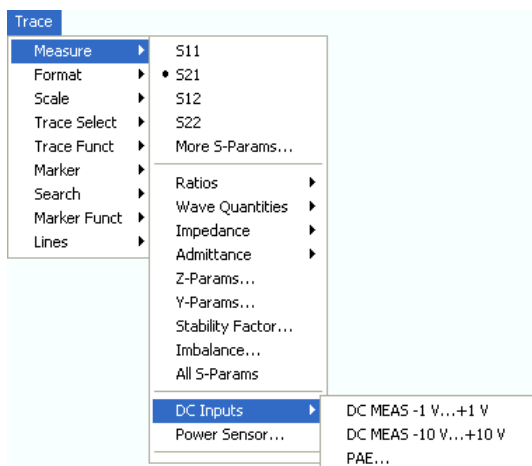 Trace
Measure
Format
Scale
Trace Select
Trace Funct
Marker
Search
Marker Funct
Lines
S11
S21
S12
S22
More S-Params...
Ratios
Wave Quantities
Impedance
Admittance
Z-Params...
Y-Params...
Stability Factor...
Imbalance...
All S-Params
DC Inputs
Power Sensor...
DC MEAS -1 V...+1 V
DC MEAS -10 V...+10 V
PAE...